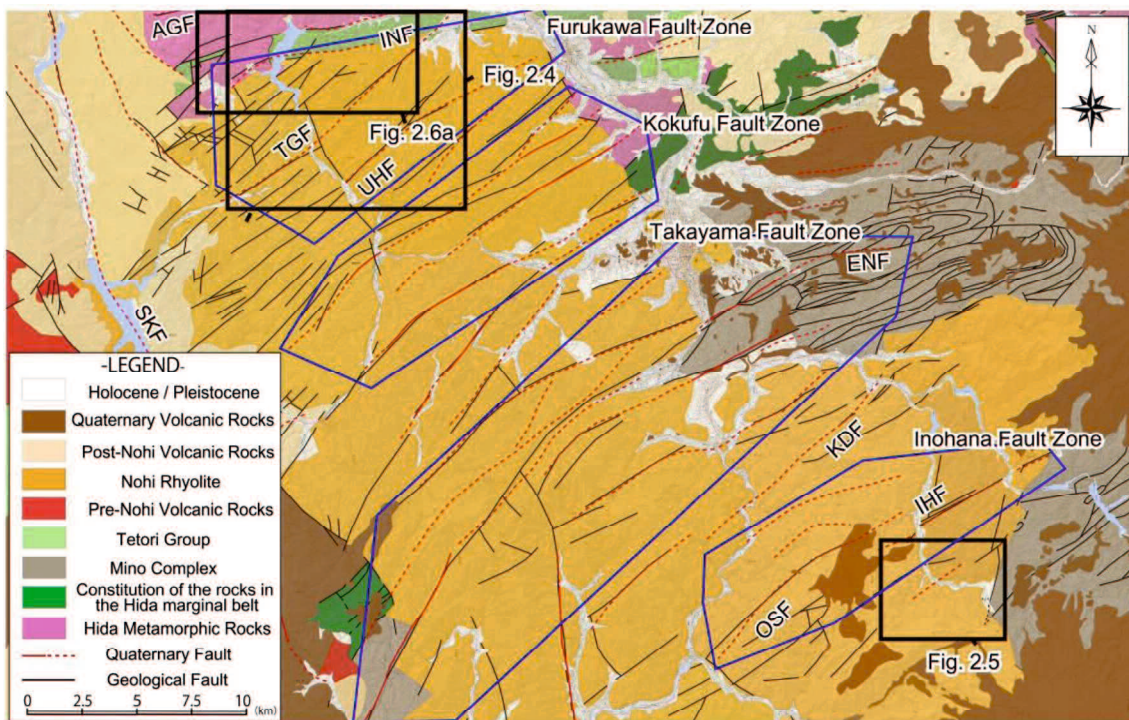 AGF
INF
Furukawa Fault Zone
N
Fig. 2.4
Fig. 2.6a
Kokufu Fault Zone
TGF
UHF
Takayama Fault Zone
ENF
SKF
-LEGEND-
Holocene / Pleistocene
Quaternary Volcanic Rocks
Post-Nohi Volcanic Rocks
Nohi Rhyolite
Pre-Nohi Volcanic Rocks
Tetori Group
Mino Complex
Constitution of the rocks in
the Hida marginal belt
Hida Metamorphic Rocks
Quaternary Fault
Geological Fault
0 2.5 5 10
(km)
KDF
Inohana Fault Zone
IHF
OSF
Fig. 2.5